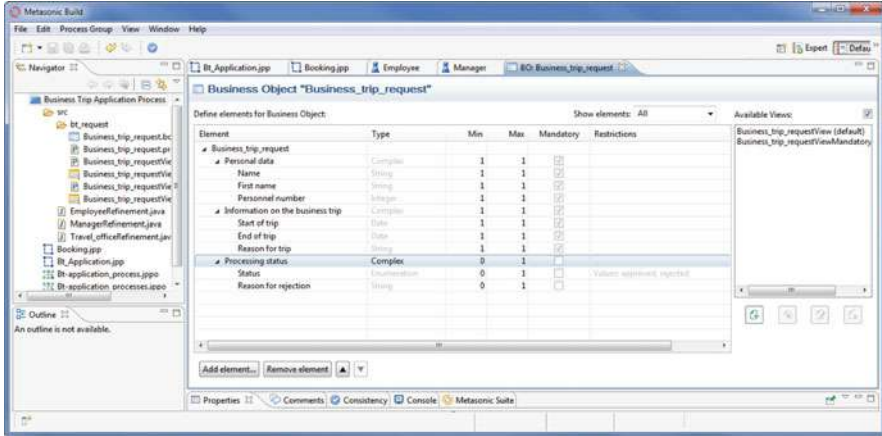 Metasonic Build
File Edit Process Group View Window Help
Expert Defau
Navigator
Business Trip Application Process
src
bt_request
Business_trip_request.bc
Business_trip_request.pr
Business_trip_requestVie
Business_trip_requestVie
Business_trip_requestVie
Business_trip_requestVie
EmployeeRefinement.java
ManagerRefinement.java
Travel_officeRefinement.jav
Booking.jpp
Bt_Application.jpp
Bt-application_process.jppo
Bt-application processes.jppo
Outline
An outline is not available.
Bt_Application.jpp Booking.jpp Employee Manager BO: Business_trip_request
Business Object "Business_trip_request"
Define elements for Business Object: Show elements: All
Element Type Min Max Mandatory Restrictions
Business_trip_request
Personal data Complex 1 1
Name String 1 1
First name String 1 1
Personnel number Integer 1 1
Information on the business trip Complex 1 1
Start of trip Date 1 1
End of trip Date 1 1
Reason for trip String 1 1
Processing status Complex 0 1
Status Enumeration 0 1 Values: approved, rejected
Reason for rejection String 0 1
Add element... Remove element
Available Views:
Business_trip_requestView (default)
Business_trip_requestViewMandatory
Properties Comments Consistency Console Metasonic Suite